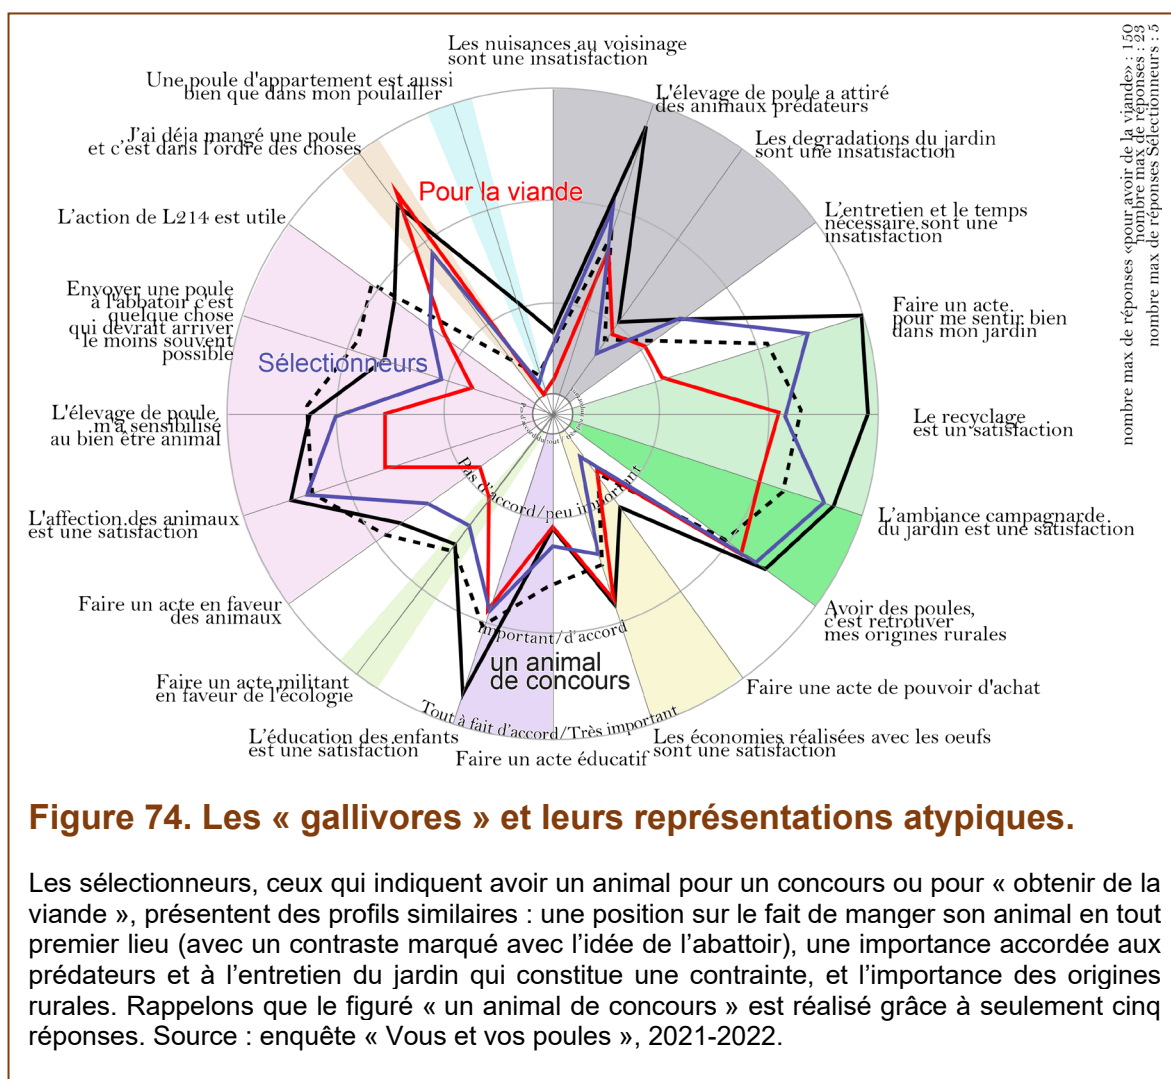 Les nuisances au voisinage
sont une insatisfaction
Une poule d'appartement est aussi
bien que dans mon poulailler
L'élevage de poule a attiré
des animaux prédateurs
J'ai déja mangé une poule
et c'est dans l'ordre des choses
Les degradations du jardin
sont une insatisfaction
Pour la viande
L'action de L214 est utile
L'entretien et le temps
nécessaire sont une
insatisfaction
Envoyer une poule
à l'abbatoir c'est
quelque chose
qui devrait arriver
le moins souvent
possible
Faire un acte
pour me sentir bien
dans mon jardin
Sélectionneurs
L'élevage de poule
m'a sensibilisé
au bien être animal
Le recyclage
est un satisfaction
Pas d'accord/peu important
L'affection des animaux
est une satisfaction
L'ambiance campagnarde
du jardin est une satisfaction
Faire un acte en faveur
des animaux
Avoir des poules,
c'est retrouver
mes origines rurales
Important/d'accord
un animal
de concours
Faire un acte militant
en faveur de l'écologie
Faire une acte de pouvoir d'achat
Tout à fait d'accord/Très important
L'éducation des enfants
est une satisfaction
Faire un acte éducatif
Les économies réalisées avec les oeufs
sont une satisfaction
nombre max de réponses «pour avoir de la viande» : 150
nombre max de réponses : 23
nombre max de réponses Sélectionneurs : 5
Figure 74. Les « gallivores » et leurs représentations atypiques.
Les sélectionneurs, ceux qui indiquent avoir un animal pour un concours ou pour « obtenir de la
viande », présentent des profils similaires : une position sur le fait de manger son animal en tout
premier lieu (avec un contraste marqué avec l'idée de l'abattoir), une importance accordée aux
prédateurs et à l'entretien du jardin qui constitue une contrainte, et l'importance des origines
rurales. Rappelons que le figuré « un animal de concours » est réalisé grâce à seulement cinq
réponses. Source : enquête « Vous et vos poules », 2021-2022.